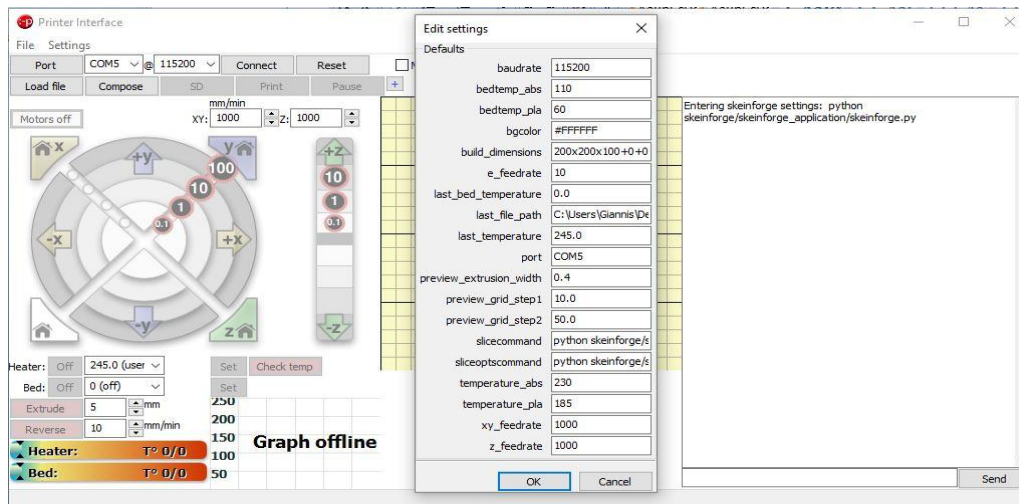 Printer Interface
File Settings
Port COM5 @ 115200 Connect Reset
Load file Compose SD Print Pause +
mm/min
Motors off XY: 1000 Z: 1000
x +y y +z
100
10 10
1 1
0.1 0.1
-x +x
-y z -z
Heater: Off 245.0 (user Set Check temp
Bed: Off 0 (off) Set
Extrude 5 mm
Reverse 10 mm/min
Heater: T° 0/0
Bed: T° 0/0
250
200
150
100
50
Graph offline
Edit settings
Defaults
baudrate 115200
bedtemp_abs 110
bedtemp_pla 60
bgcolor #FFFFFF
build_dimensions 200x200x100+0+0
e_feedrate 10
last_bed_temperature 0.0
last_file_path C:\Users\Giannis\De
last_temperature 245.0
port COM5
preview_extrusion_width 0.4
preview_grid_step1 10.0
preview_grid_step2 50.0
slicecommand python skeinforge/s
sliceoptscommand python skeinforge/s
temperature_abs 230
temperature_pla 185
xy_feedrate 1000
z_feedrate 1000
OK Cancel
Entering skeinforge settings: python
skeinforge/skeinforge_application/skeinforge.py
Send